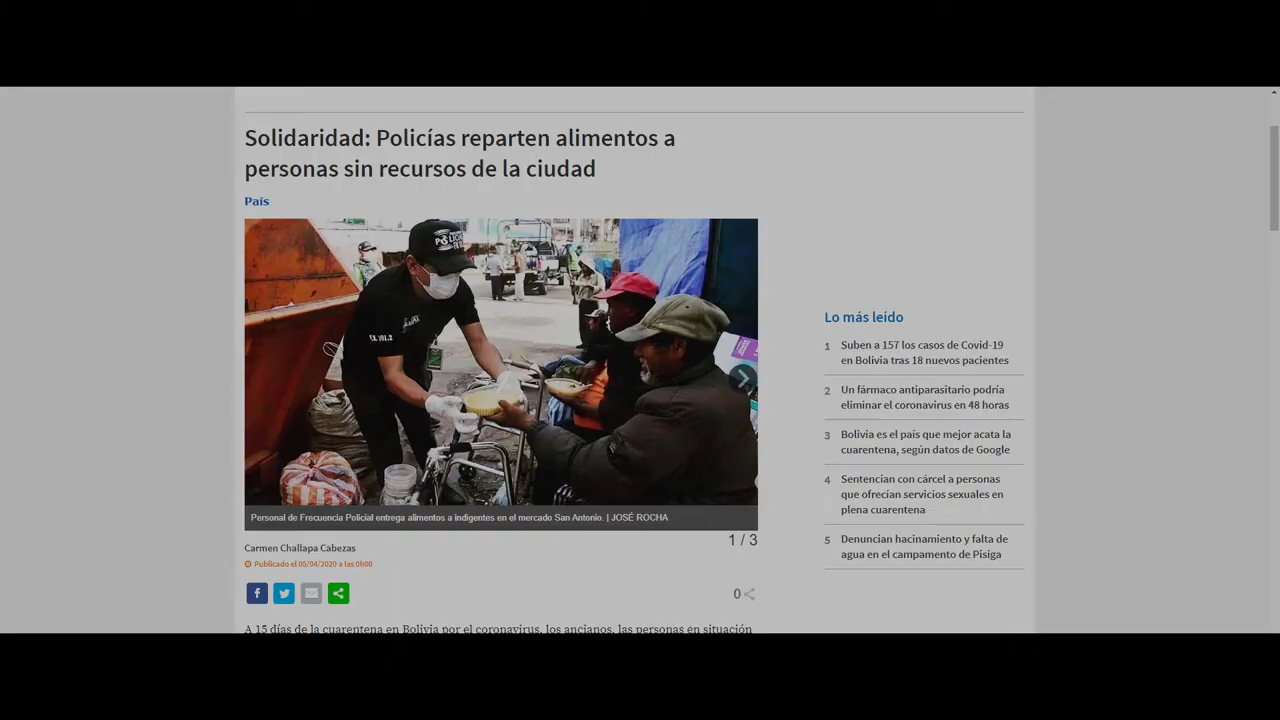 Solidaridad: Policías reparten alimentos a
personas sin recursos de la ciudad
País
Personal de Frecuencia Policial entrega alimentos a indigentes en el mercado San Antonio. | JOSÉ ROCHA
1 / 3
Carmen Challapa Cabezas
Publicado el 05/04/2020 a las 0h00
0
A 15 días de la cuarentena en Bolivia por el coronavirus, los ancianos, las personas en situación
Lo más leído
1 Suben a 157 los casos de Covid-19
en Bolivia tras 18 nuevos pacientes
2 Un fármaco antiparasitario podría
eliminar el coronavirus en 48 horas
3 Bolivia es el país que mejor acata la
cuarentena, según datos de Google
4 Sentencian con cárcel a personas
que ofrecían servicios sexuales en
plena cuarentena
5 Denuncian hacinamiento y falta de
agua en el campamento de Pisiga